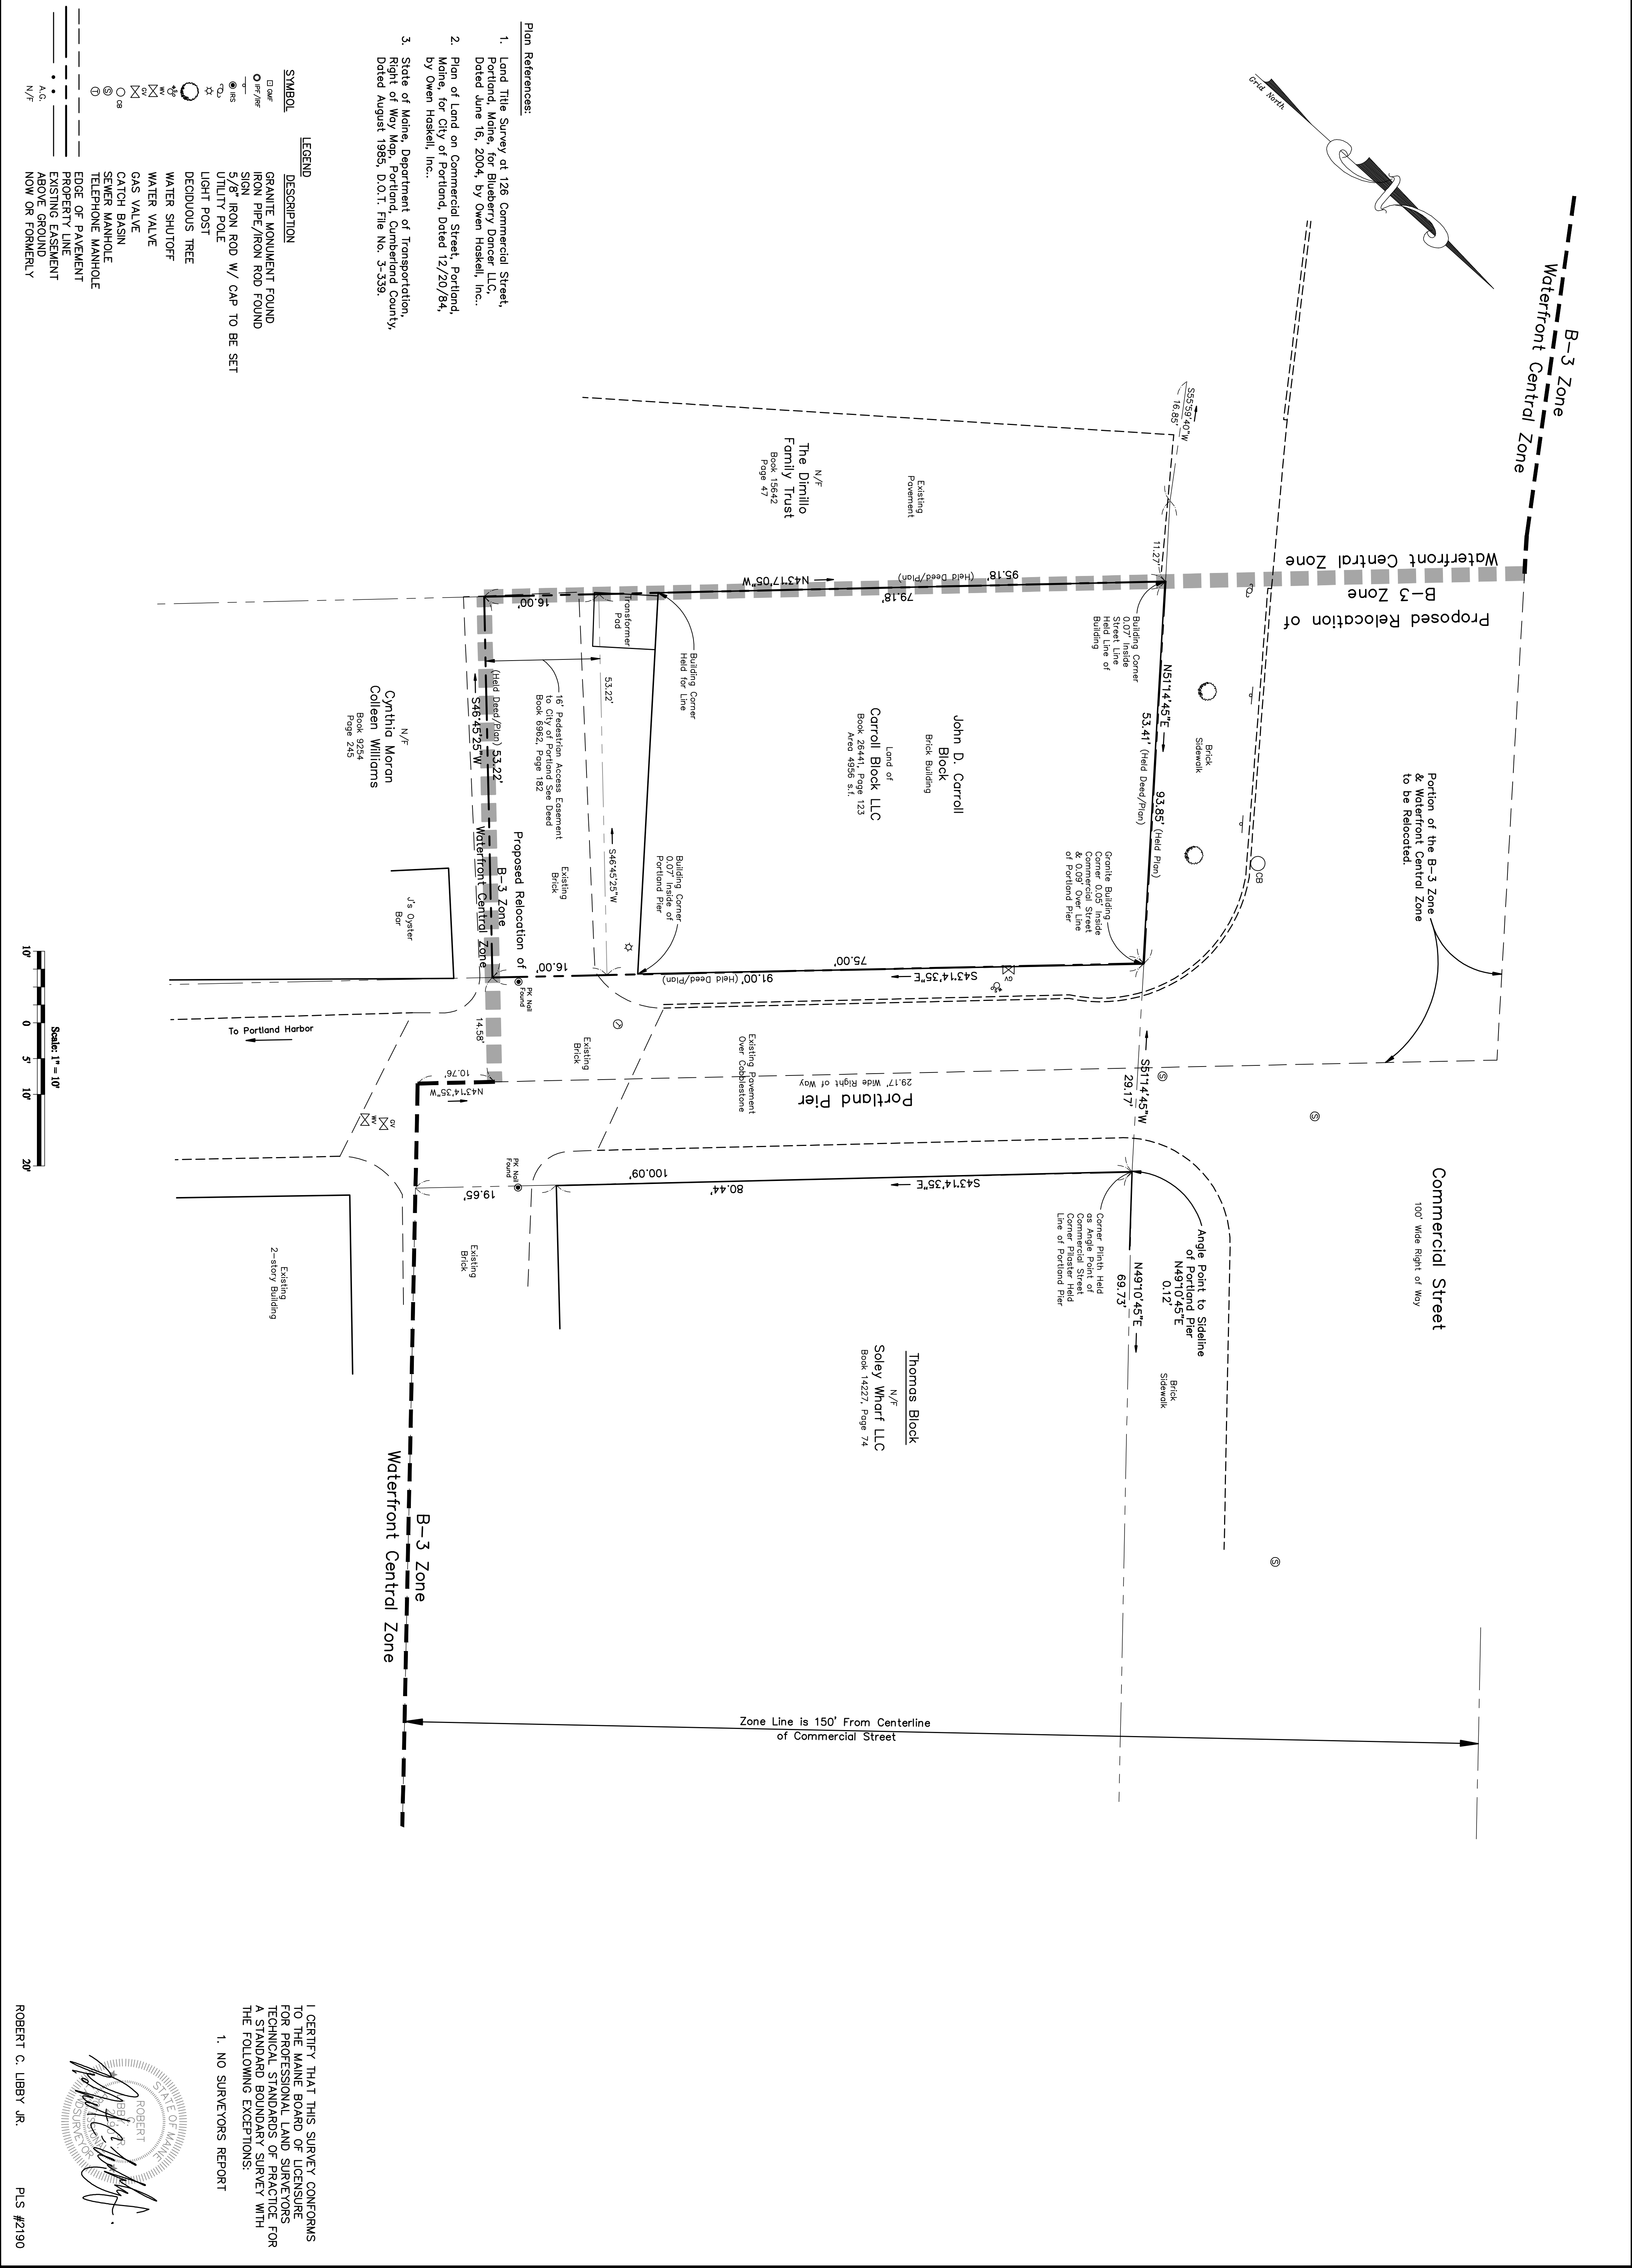 Plan References:
1. Land Title Survey at 126 Commercial Street,
Portland, Maine, for Blueberry Dancer LLC,
Dated June 16, 2004, by Owen Haskell, Inc..
2. Plan of Land on Commercial Street, Portland,
Maine, for City of Portland, Dated 12/20/84,
by Owen Haskell, Inc..
3. State of Maine, Department of Transportation,
Right of Way Map, Portland, Cumberland County,
Dated August 1985, D.O.T. File No. 3-339.
LEGEND
SYMBOL DESCRIPTION
GMF GRANITE MONUMENT FOUND
IPF/IRF IRON PIPE/IRON ROD FOUND
SIGN
IRS 5/8" IRON ROD W/ CAP TO BE SET
UTILITY POLE
LIGHT POST
DECIDUOUS TREE
WATER SHUTOFF
WV WATER VALVE
GV GAS VALVE
CB CATCH BASIN
S SEWER MANHOLE
T TELEPHONE MANHOLE
EDGE OF PAVEMENT
PROPERTY LINE
EXISTING EASEMENT
A.G. ABOVE GROUND
N/F NOW OR FORMERLY
Grid North
B-3 Zone
Waterfront Central Zone
Waterfront Central Zone
B-3 Zone
Proposed Relocation of
S55°59'40"W
16.85'
11.27'
Existing
Pavement
N/F
The Dimillo
Family Trust
Book 15642
Page 47
N43°17'05"W
95.18' (Held Deed/Plan)
79.18'
16.00'
Transformer
Pad
Building Corner
Held for Line
Building Corner
0.07' Inside
Street Line
Held Line of
Building
N51°14'45"E
53.41' (Held Deed/Plan)
93.85' (Held Plan)
Brick
Sidewalk
CB
Portion of the B-3 Zone
& Waterfront Central Zone
to be Relocated.
John D. Carroll
Block
Brick Building
Land of
Carroll Block LLC
Book 26441, Page 123
Area 4956 s.f.
Granite Building
Corner 0.05' Inside
Commercial Street
& 0.09' Over Line
of Portland Pier
Building Corner
0.07' Inside of
Portland Pier
53.22'
S46°45'25"W
16' Pedestrian Access Easement
to City of Portland See Deed
Book 6962, Page 182
Existing
Brick
(Held Deed/Plan) 53.22'
S46°45'25"W
Proposed Relocation of
B-3 Zone
Waterfront Central Zone
N/F
Cynthia Moran
Colleen Williams
Book 9254
Page 245
J's Oyster
Bar
To Portland Harbor
16.00'
91.00' (Held Deed/Plan)
75.00'
S43°14'35"E
GV
PK Nail
Found
14.58'
10.76'
N43°14'35"W
Existing
Brick
Existing Pavement
Over Cobblestone
29.17' Wide Right of Way
Portland Pier
S51°14'45"W
29.17'
S
S
S
WV
GV
Commercial Street
100' Wide Right of Way
PK Nail
Found
19.65'
100.09'
80.44'
S43°14'35"E
Corner Plinth Held
as Angle Point of
Commercial Street
Corner Pilaster Held
Line of Portland Pier
Angle Point to Sideline
of Portland Pier
N49°10'45"E
0.12'
N49°10'45"E
69.73'
Brick
Sidewalk
Existing
Brick
Existing
2-story Building
Thomas Block
N/F
Soley Wharf LLC
Book 14227, Page 74
B-3 Zone
Waterfront Central Zone
Zone Line is 150' From Centerline
of Commercial Street
Scale: 1" = 10'
10' 0 5' 10' 20'
I CERTIFY THAT THIS SURVEY CONFORMS
TO THE MAINE BOARD OF LICENSURE
FOR PROFESSIONAL LAND SURVEYORS
TECHNICAL STANDARDS OF PRACTICE FOR
A STANDARD BOUNDARY SURVEY WITH
THE FOLLOWING EXCEPTIONS:
1. NO SURVEYORS REPORT
STATE OF MAINE
ROBERT
C.
SURVEYOR
ROBERT C. LIBBY JR. PLS #2190